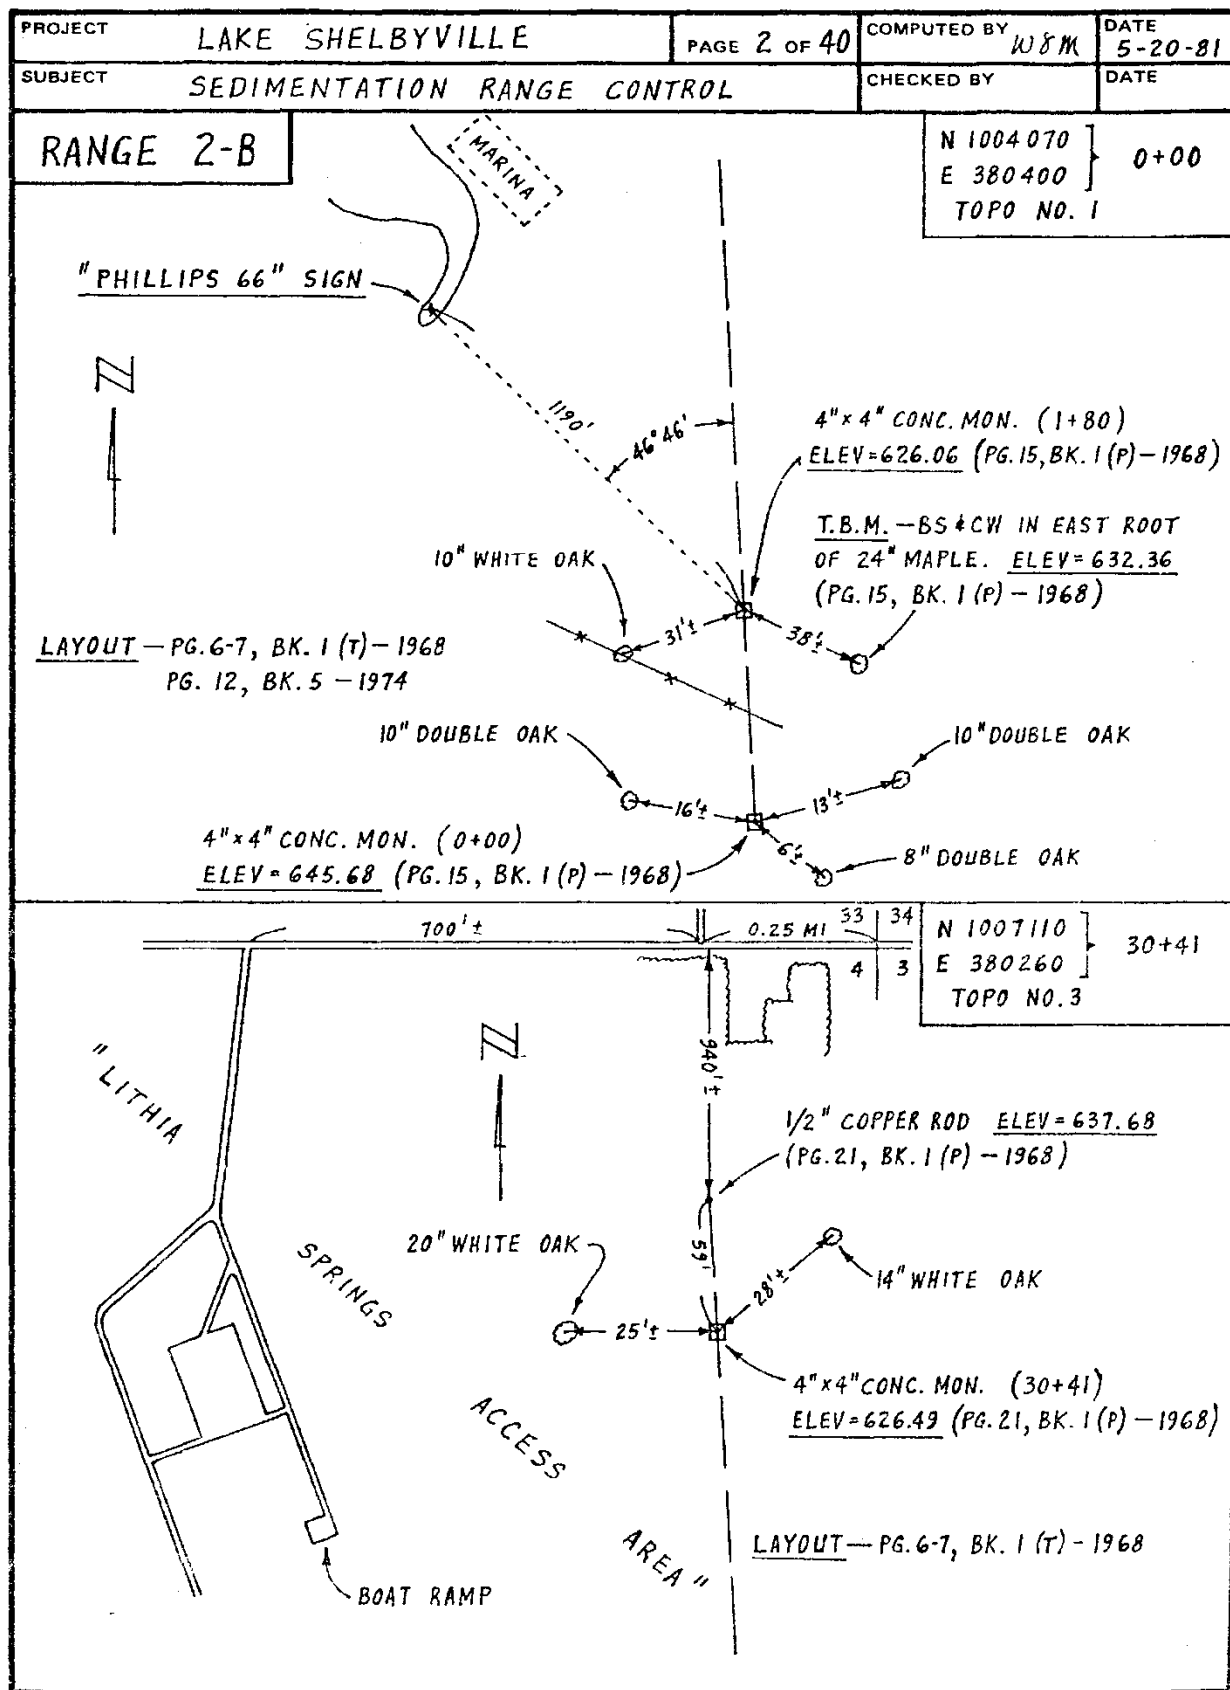 PROJECT LAKE SHELBYVILLE PAGE 2 OF 40 COMPUTED BY W8M DATE 5-20-81
SUBJECT SEDIMENTATION RANGE CONTROL CHECKED BY DATE
RANGE 2-B
MARINA
N 1004070
E 380400
0+00
TOPO NO. 1
"PHILLIPS 66" SIGN
N
1190'
46°46'
4"x4" CONC. MON. (1+80)
ELEV=626.06 (PG.15, BK. 1 (P) - 1968)
T.B.M. - BS & CW IN EAST ROOT
OF 24" MAPLE. ELEV=632.36
(PG.15, BK. 1 (P) - 1968)
10" WHITE OAK
31'±
38'±
LAYOUT - PG. 6-7, BK. 1 (T) - 1968
PG. 12, BK. 5 - 1974
10" DOUBLE OAK
10" DOUBLE OAK
16'±
13'±
6'±
4"x4" CONC. MON. (0+00)
ELEV=645.68 (PG.15, BK. 1 (P) - 1968)
8" DOUBLE OAK
700'±
0.25 MI
33 34
4 3
N 1007110
E 380260
30+41
TOPO NO. 3
N
940'±
"LITHIA
SPRINGS
ACCESS
AREA"
1/2" COPPER ROD ELEV=637.68
(PG.21, BK. 1 (P) - 1968)
59'
20" WHITE OAK
14" WHITE OAK
28'±
25'±
4"x4" CONC. MON. (30+41)
ELEV=626.49 (PG.21, BK. 1 (P) - 1968)
LAYOUT - PG. 6-7, BK. 1 (T) - 1968
BOAT RAMP